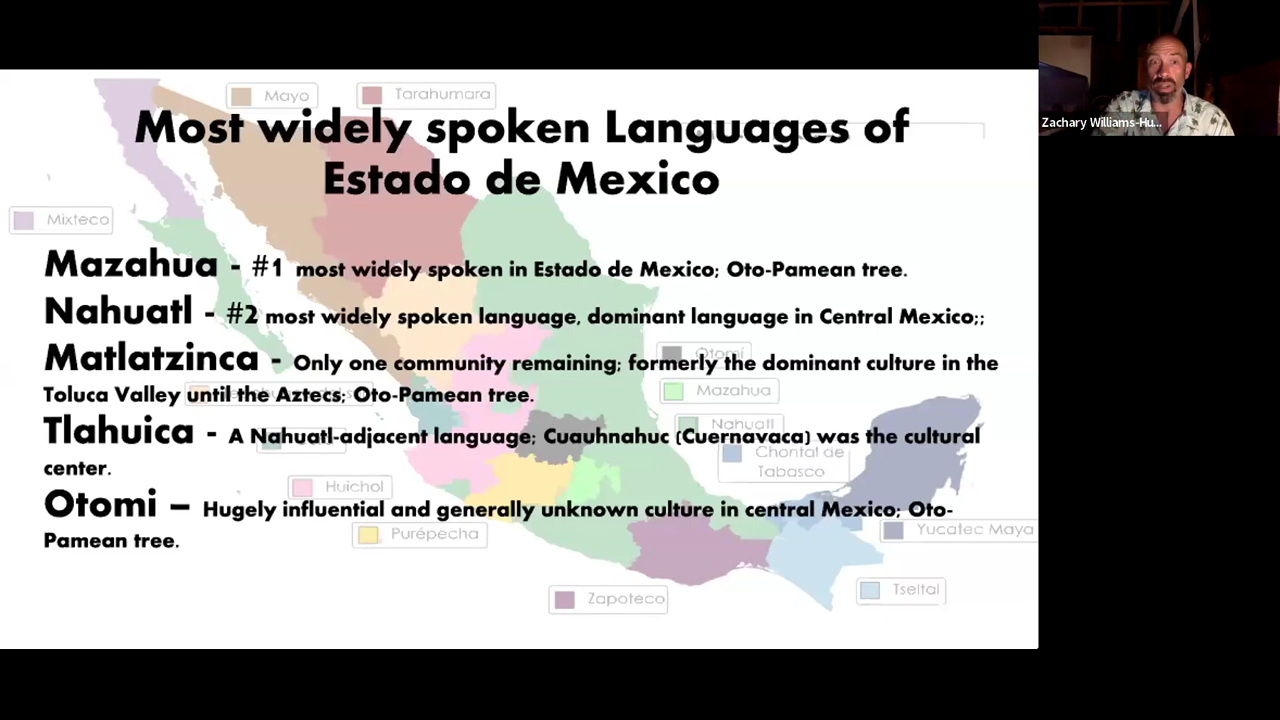 Most widely spoken Languages of
Estado de Mexico
Mazahua - #1 most widely spoken in Estado de Mexico; Oto-Pamean tree.
Nahuatl - #2 most widely spoken language, dominant language in Central Mexico;;
Matlatzinca - Only one community remaining; formerly the dominant culture in the
Toluca Valley until the Aztecs; Oto-Pamean tree.
Tlahuica - A Nahuatl-adjacent language; Cuauhnahuc (Cuernavaca) was the cultural
center.
Otomi – Hugely influential and generally unknown culture in central Mexico; Oto-
Pamean tree.
Mayo
Tarahumara
Mixteco
Otomí
Mazahua
Nahuatl
Chontal de
Tabasco
Huichol
Purépecha
Yucatec Maya
Zapoteco
Tseltal
Zachary Williams-Hu...